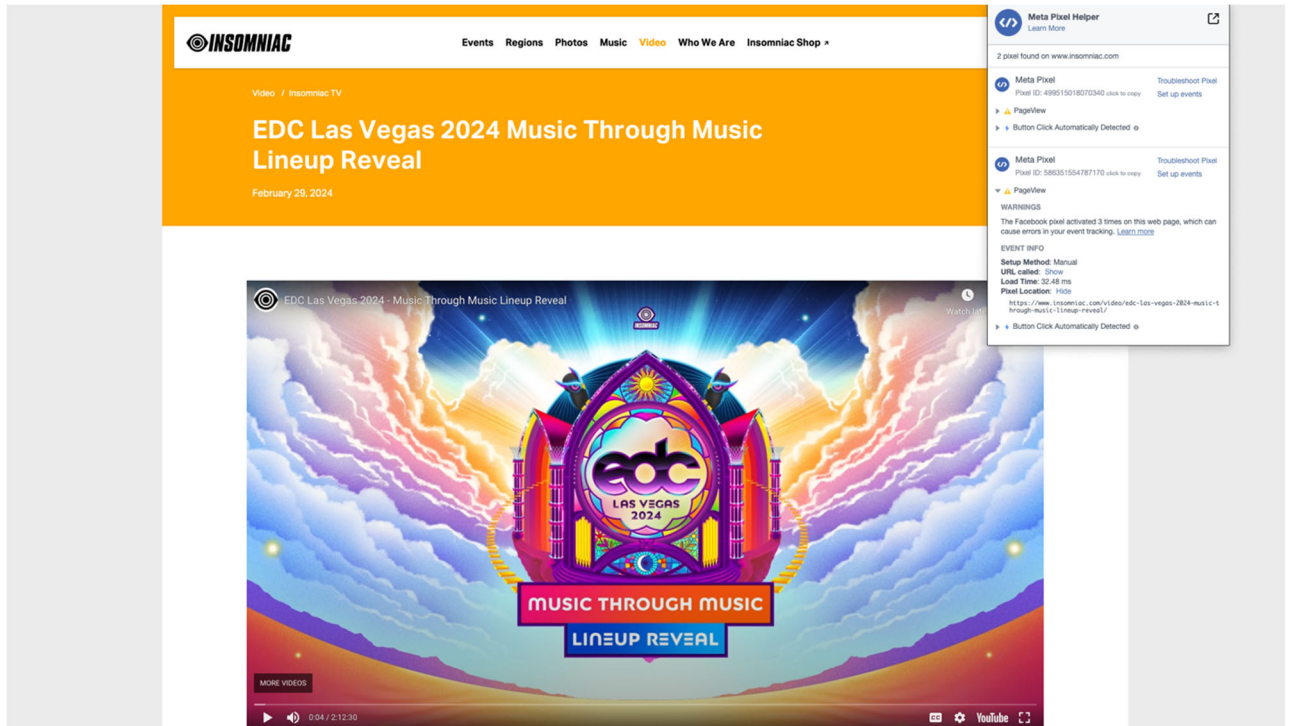 INSOMNIAC
Events Regions Photos Music Video Who We Are Insomniac Shop ↗
Video / Insomniac TV
EDC Las Vegas 2024 Music Through Music
Lineup Reveal
February 29, 2024
Meta Pixel Helper
Learn More
2 pixel found on www.insomniac.com
Meta Pixel
Troubleshoot Pixel
Pixel ID: 499515018070340 click to copy
Set up events
PageView
Button Click Automatically Detected
Meta Pixel
Troubleshoot Pixel
Pixel ID: 586351554787170 click to copy
Set up events
PageView
WARNINGS
The Facebook pixel activated 3 times on this web page, which can
cause errors in your event tracking. Learn more
EVENT INFO
Setup Method: Manual
URL called: Show
Load Time: 32.48 ms
Pixel Location: Hide
https://www.insomniac.com/video/edc-las-vegas-2024-music-t
hrough-music-lineup-reveal/
Button Click Automatically Detected
EDC Las Vegas 2024 - Music Through Music Lineup Reveal
INSOMNIAC
edc
LAS VEGAS
2024
MUSIC THROUGH MUSIC
LINEUP REVEAL
MORE VIDEOS
0:04 / 2:12:30
CC
YouTube